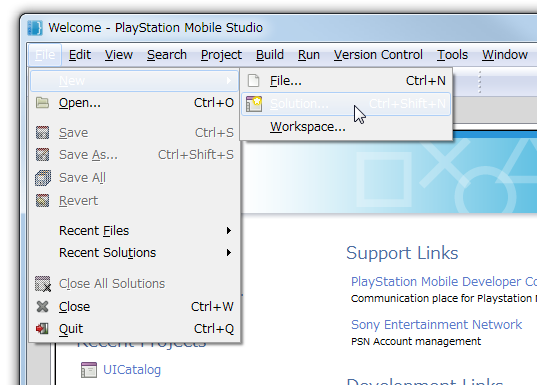 Welcome - PlayStation Mobile Studio
File Edit View Search Project Build Run Version Control Tools Window
New
File... Ctrl+N
Open... Ctrl+O
Solution... Ctrl+Shift+N
Workspace...
Save Ctrl+S
Save As... Ctrl+Shift+S
Save All
Revert
Recent Files
Recent Solutions
Close All Solutions
Close Ctrl+W
Quit Ctrl+Q
Support Links
PlayStation Mobile Developer Co
Communication place for Playstation
Sony Entertainment Network
PSN Account management
Recent Projects
UICatalog
Development Links